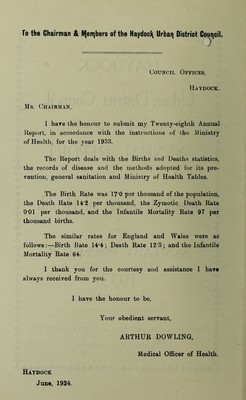 To the Chairman & Members of the Haydock Urban District Council.
COUNCIL OFFICES,
HAYDOCK.
MR. CHAIRMAN,
I have the honour to submit my Twenty-eighth Annual
Report, in accordance with the instructions of the Ministry
of Health, for the year 1933.
The Report deals with the Births and Deaths statistics,
the records of disease and the methods adopted for its pre-
vention, general sanitation and Ministry of Health Tables.
The Birth Rate was 17·0 per thousand of the population,
the Death Rate 14·2 per thousand, the Zymotic Death Rate
0·01 per thousand, and the Infantile Mortality Rate 97 per
thousand births.
The similar rates for England and Wales were as
follows:—Birth Rate 14·4; Death Rate 12·3; and the Infantile
Mortality Rate 64.
I thank you for the courtesy and assistance I have
always received from you.
I have the honour to be,
Your obedient servant,
ARTHUR DOWLING,
Medical Officer of Health.
HAYDOCK
June, 1934.